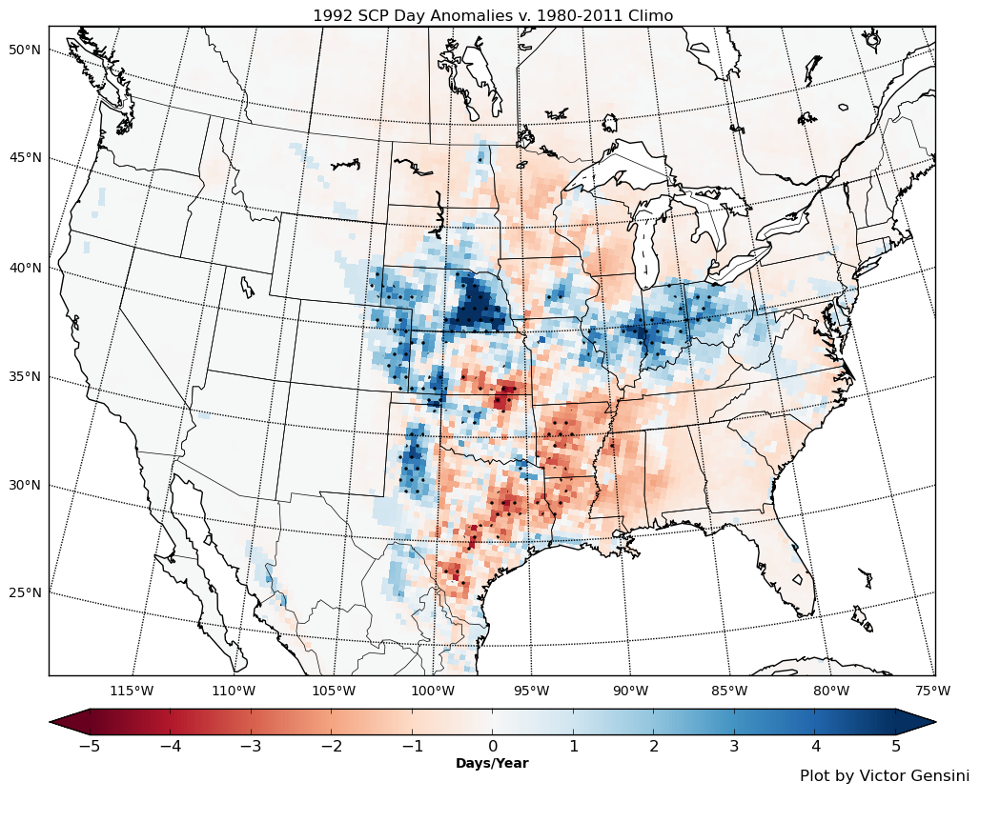 1992 SCP Day Anomalies v. 1980-2011 Climo
50°N
45°N
40°N
35°N
30°N
25°N
115°W 110°W 105°W 100°W 95°W 90°W 85°W 80°W 75°W
−5 −4 −3 −2 −1 0 1 2 3 4 5
Days/Year
Plot by Victor Gensini